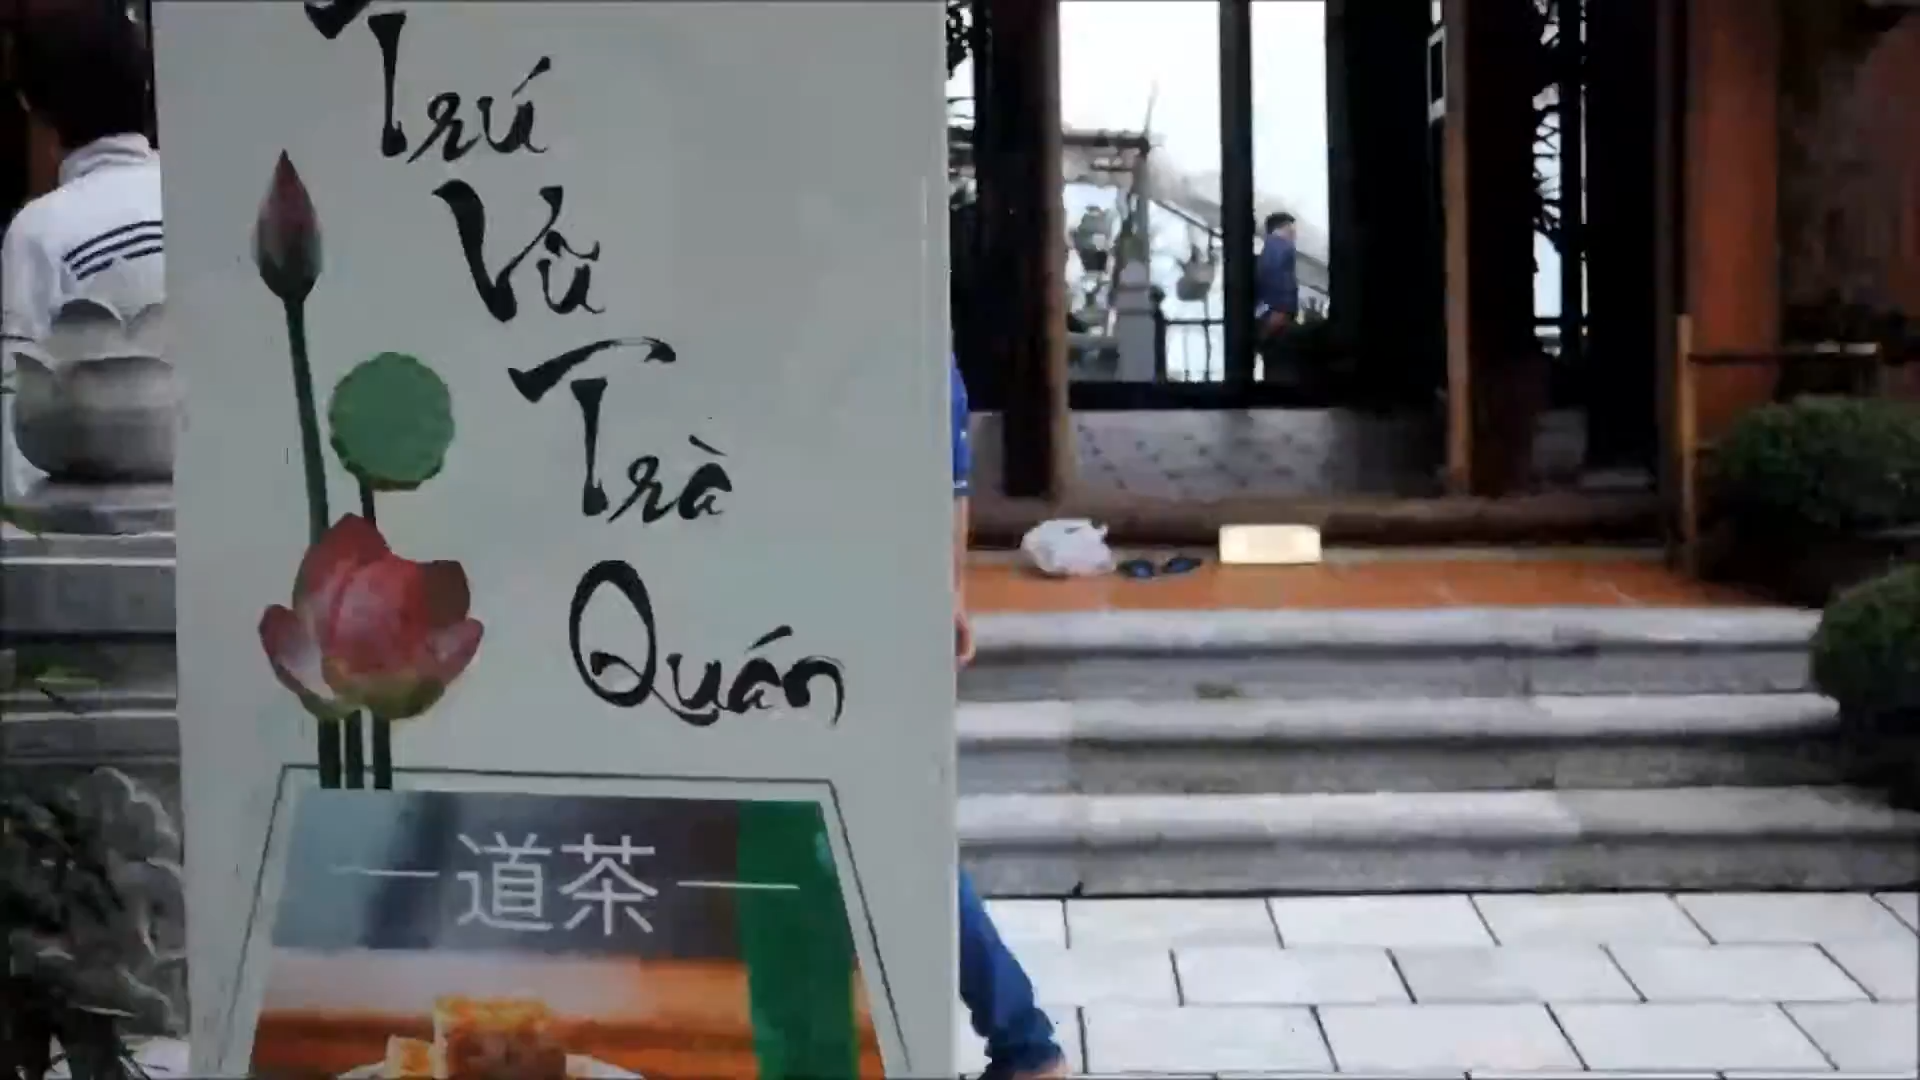 Trú
Vũ
Trà
Quán
道茶